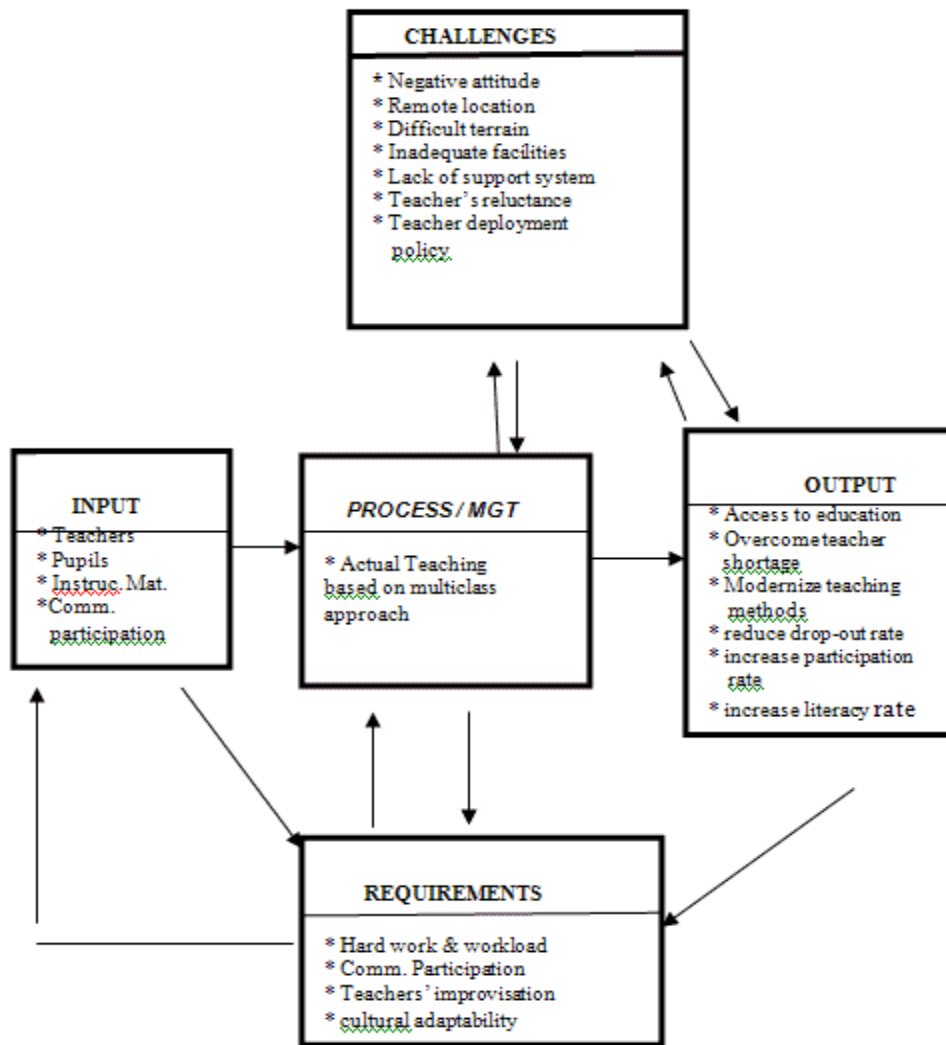 CHALLENGES
* Negative attitude
* Remote location
* Difficult terrain
* Inadequate facilities
* Lack of support system
* Teacher's reluctance
* Teacher deployment
policy
INPUT
* Teachers
* Pupils
* Instruc. Mat.
*Comm.
participation
PROCESS / MGT
* Actual Teaching
based on multiclass
approach
OUTPUT
* Access to education
* Overcome teacher
shortage
* Modernize teaching
methods
* reduce drop-out rate
* increase participation
rate
* increase literacy rate
REQUIREMENTS
* Hard work & workload
* Comm. Participation
* Teachers' improvisation
* cultural adaptability